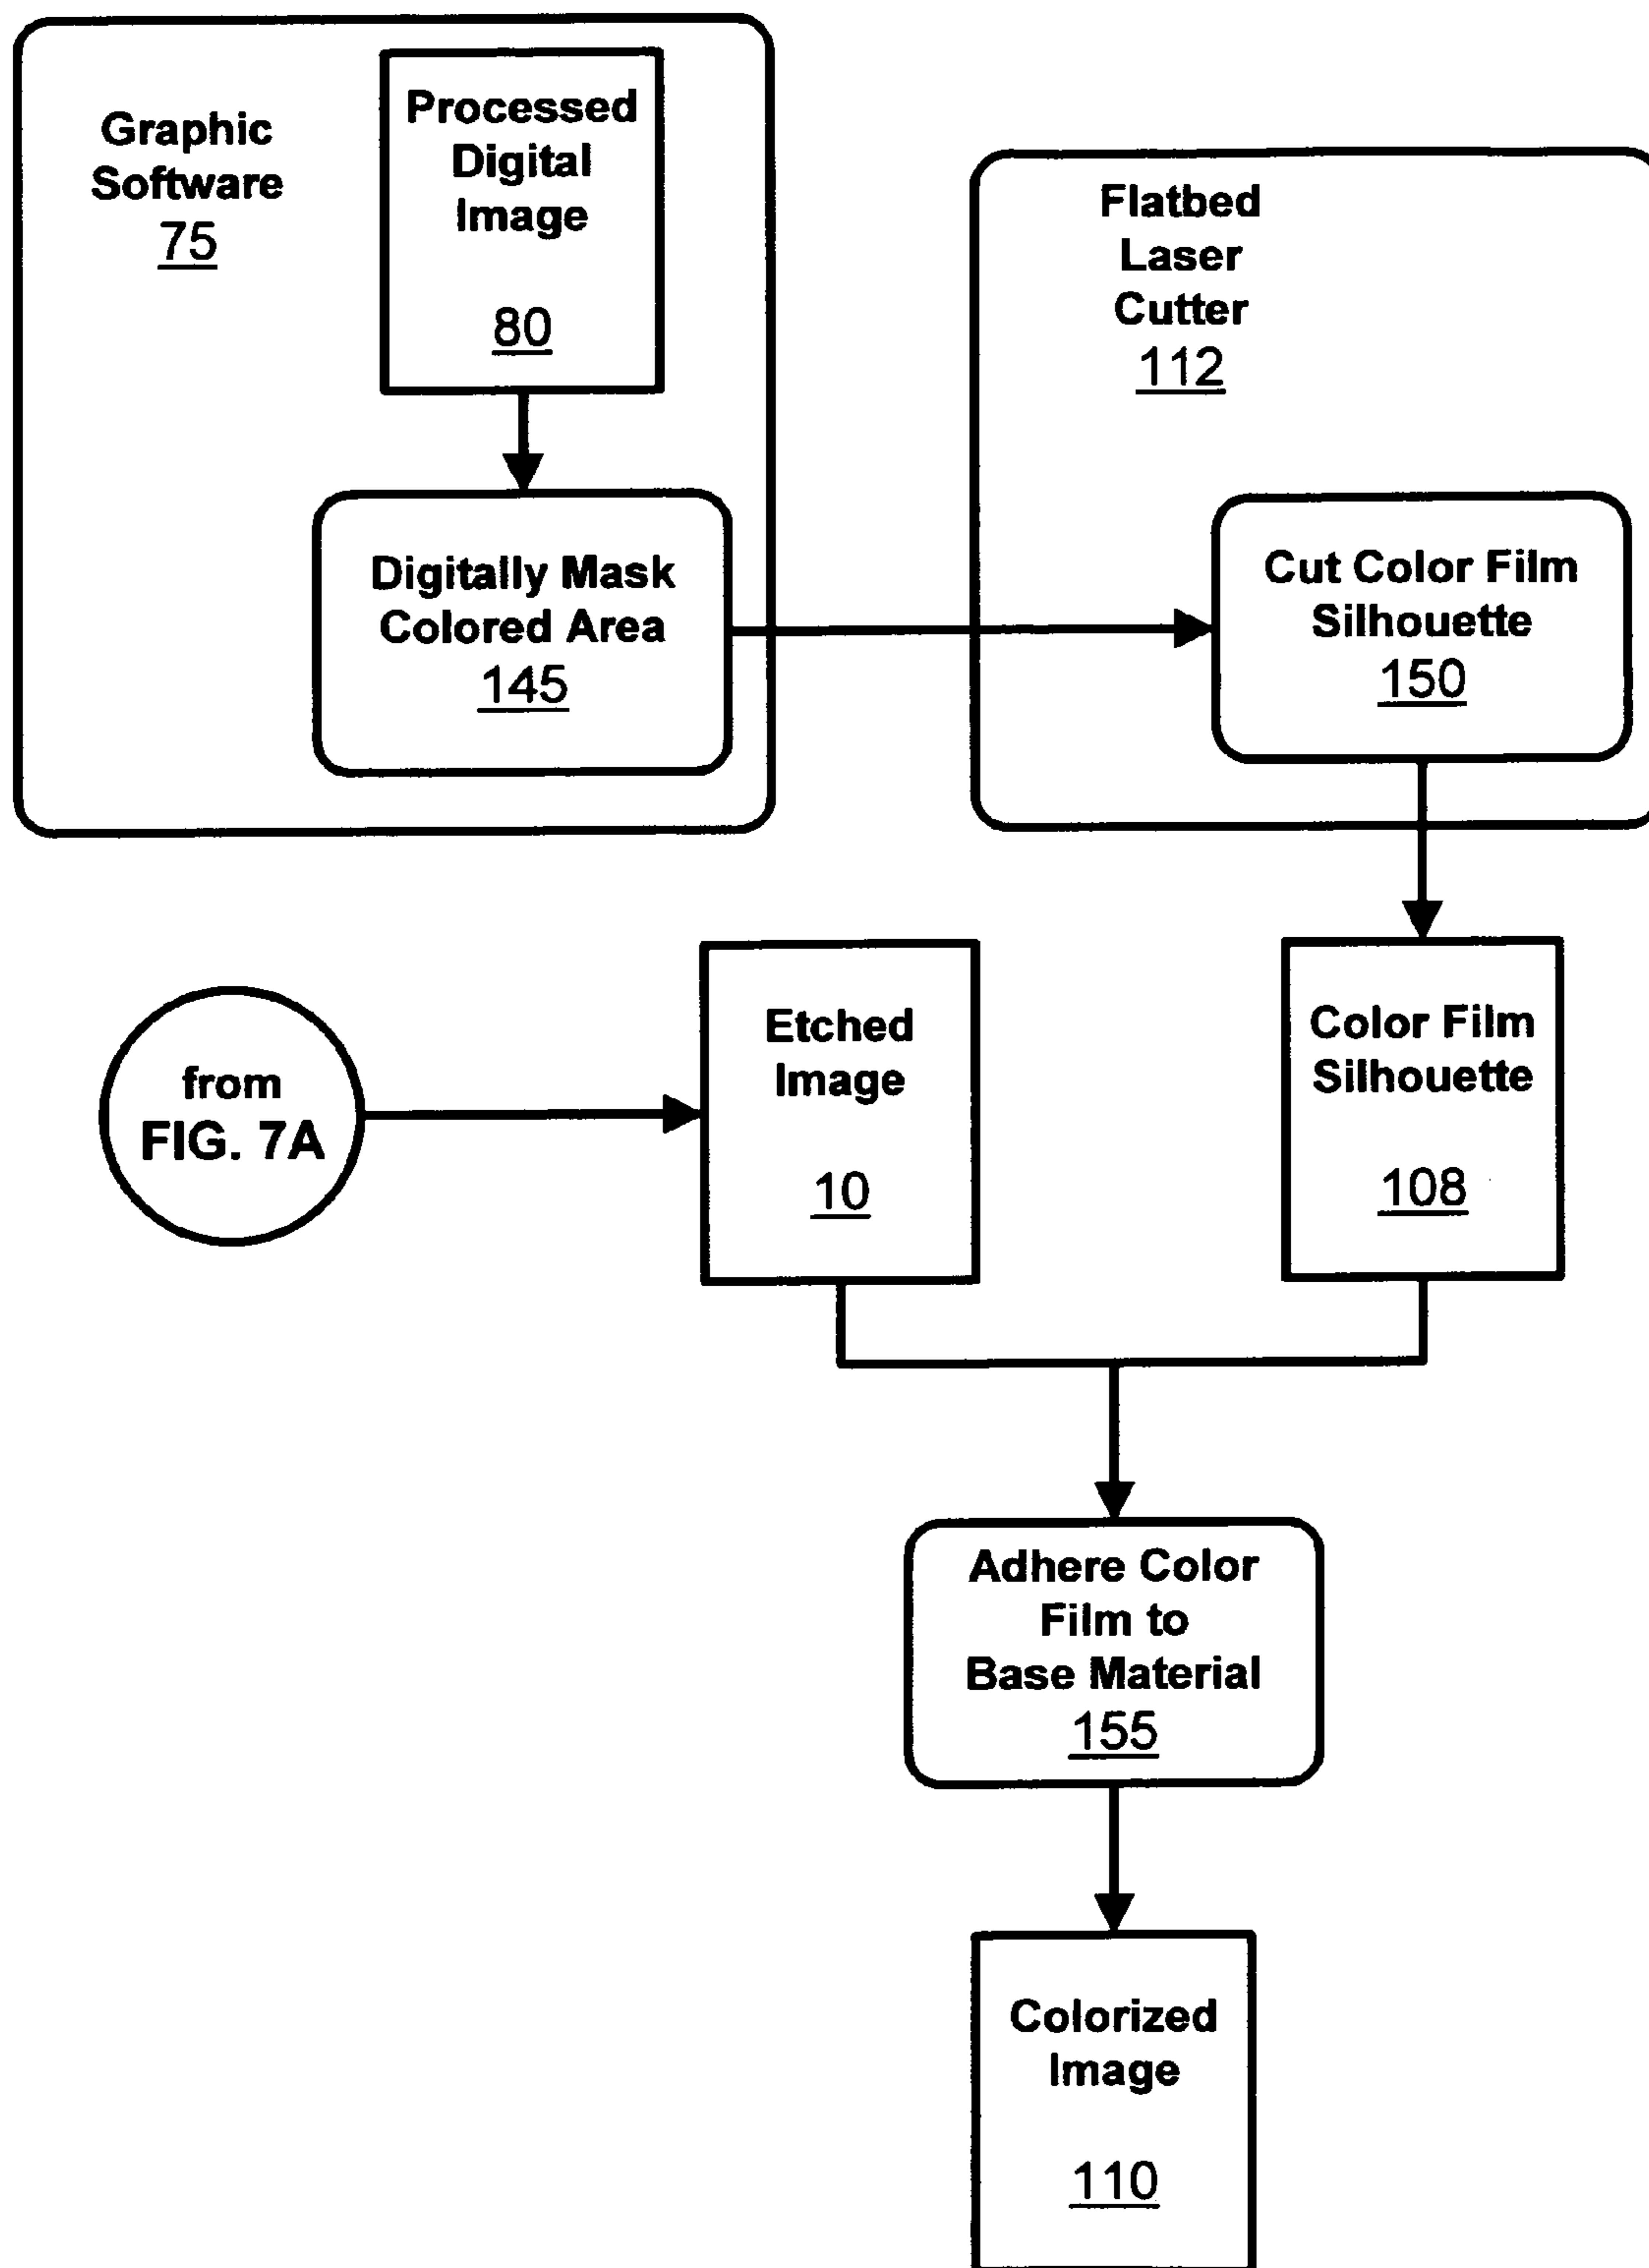 Graphic
Software
75
Processed
Digital
Image
80
Digitally Mask
Colored Area
145
Flatbed
Laser
Cutter
112
Cut Color Film
Silhouette
150
from
FIG. 7A
Etched
Image
10
Color Film
Silhouette
108
Adhere Color
Film to
Base Material
155
Colorized
Image
110